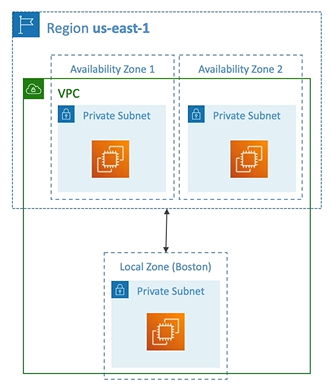 Region us-east-1
Availability Zone 1
Availability Zone 2
VPC
Private Subnet
Private Subnet
Local Zone (Boston)
Private Subnet